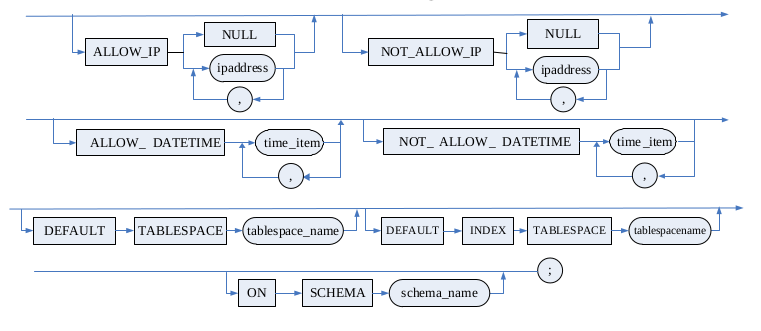 NULL NULL
ALLOW_IP NOT_ALLOW_IP
ipaddress ipaddress
, ,
ALLOW_ DATETIME time_item NOT_ ALLOW_ DATETIME time_item
, ,
DEFAULT TABLESPACE tablespace_name DEFAULT INDEX TABLESPACE tablespacename
;
ON SCHEMA schema_name